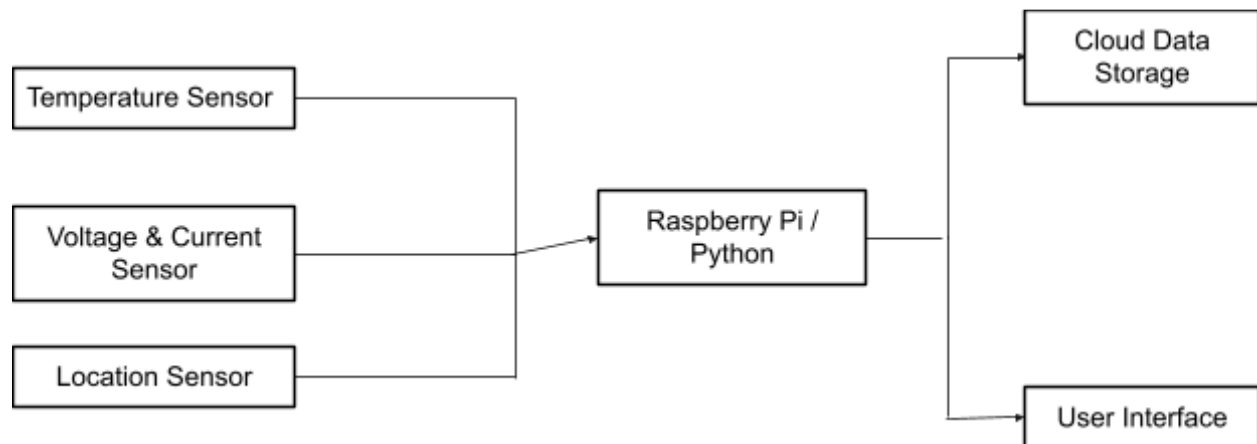 Temperature Sensor
Voltage & Current
Sensor
Location Sensor
Raspberry Pi /
Python
Cloud Data
Storage
User Interface